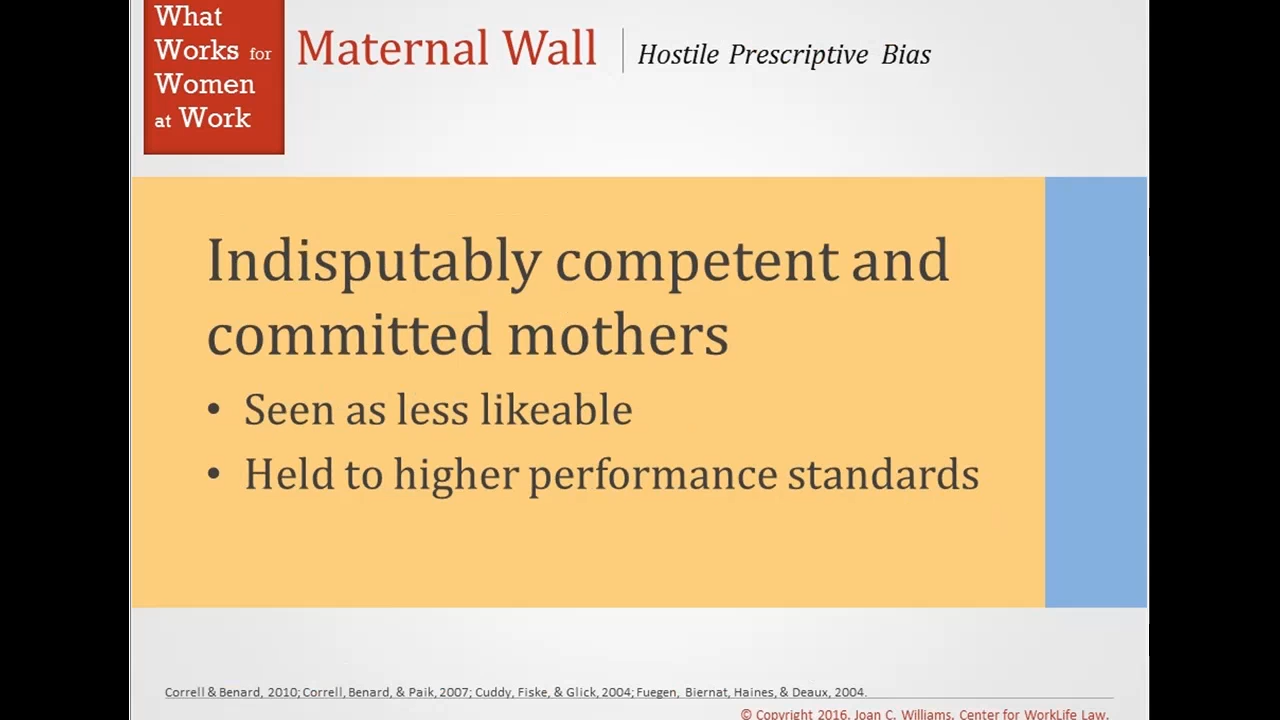 What
Works for
Women
at Work
Maternal Wall
Hostile Prescriptive Bias
Indisputably competent and
committed mothers
• Seen as less likeable
• Held to higher performance standards
Correll & Benard, 2010; Correll, Benard, & Paik, 2007; Cuddy, Fiske, & Glick, 2004; Fuegen, Biernat, Haines, & Deaux, 2004.
© Copyright 2016. Joan C. Williams. Center for WorkLife Law.